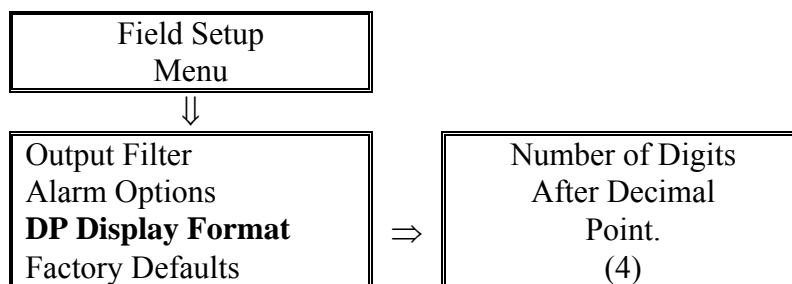 Field Setup
Menu
⇓
Output Filter
Alarm Options
DP Display Format
Factory Defaults
⇒
Number of Digits
After Decimal
Point.
(4)